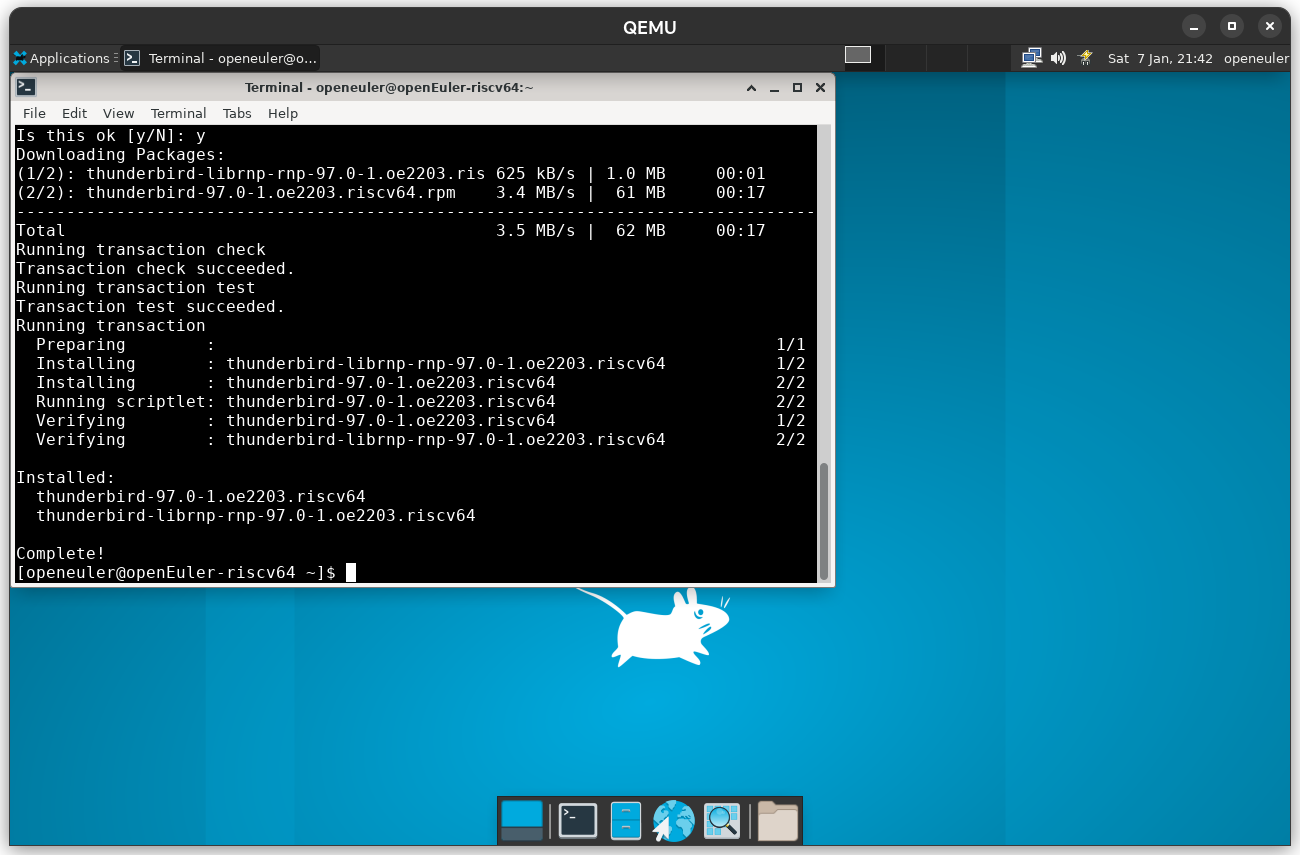 QEMU
Applications Terminal - openeuler@o... Sat 7 Jan, 21:42 openeuler
Terminal - openeuler@openEuler-riscv64:~
File Edit View Terminal Tabs Help
Is this ok [y/N]: y
Downloading Packages:
(1/2): thunderbird-librnp-rnp-97.0-1.oe2203.ris 625 kB/s | 1.0 MB     00:01
(2/2): thunderbird-97.0-1.oe2203.riscv64.rpm    3.4 MB/s |  61 MB     00:17
--------------------------------------------------------------------------------
Total                                           3.5 MB/s |  62 MB     00:17
Running transaction check
Transaction check succeeded.
Running transaction test
Transaction test succeeded.
Running transaction
  Preparing        :                                                        1/1
  Installing       : thunderbird-librnp-rnp-97.0-1.oe2203.riscv64           1/2
  Installing       : thunderbird-97.0-1.oe2203.riscv64                      2/2
  Running scriptlet: thunderbird-97.0-1.oe2203.riscv64                      2/2
  Verifying        : thunderbird-97.0-1.oe2203.riscv64                      1/2
  Verifying        : thunderbird-librnp-rnp-97.0-1.oe2203.riscv64           2/2

Installed:
  thunderbird-97.0-1.oe2203.riscv64
  thunderbird-librnp-rnp-97.0-1.oe2203.riscv64

Complete!
[openeuler@openEuler-riscv64 ~]$